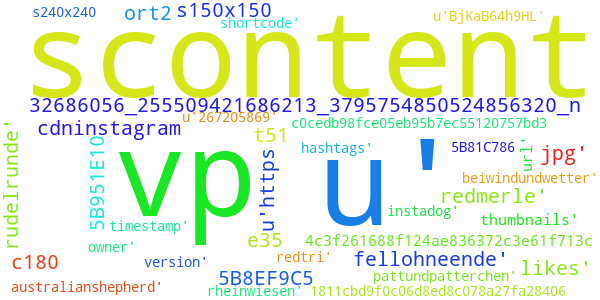 s240x240
ort2
s150x150
shortcode'
u'BjKaB64h9HL'
scontent
32686056_255509421686213_3795754850524856320_n
u'267205869'
c0cedb98fce05eb95b7ec55120757bd3
cdninstagram
t51
hashtags'
5B81C786
url'
jpg'
rudelrunde'
5B951E10
vp
u'https
u'
beiwindundwetter'
redmerle'
instadog'
thumbnails'
timestamp'
owner'
e35
4c3f261688f124ae836372c3e61f713c
c180
version'
redtri'
fellohneende'
likes'
5B8EF9C5
pattundpatterchen'
australianshepherd'
rheinwiesen'
1811cbd9f0c06d8ed8c078a27fa28406